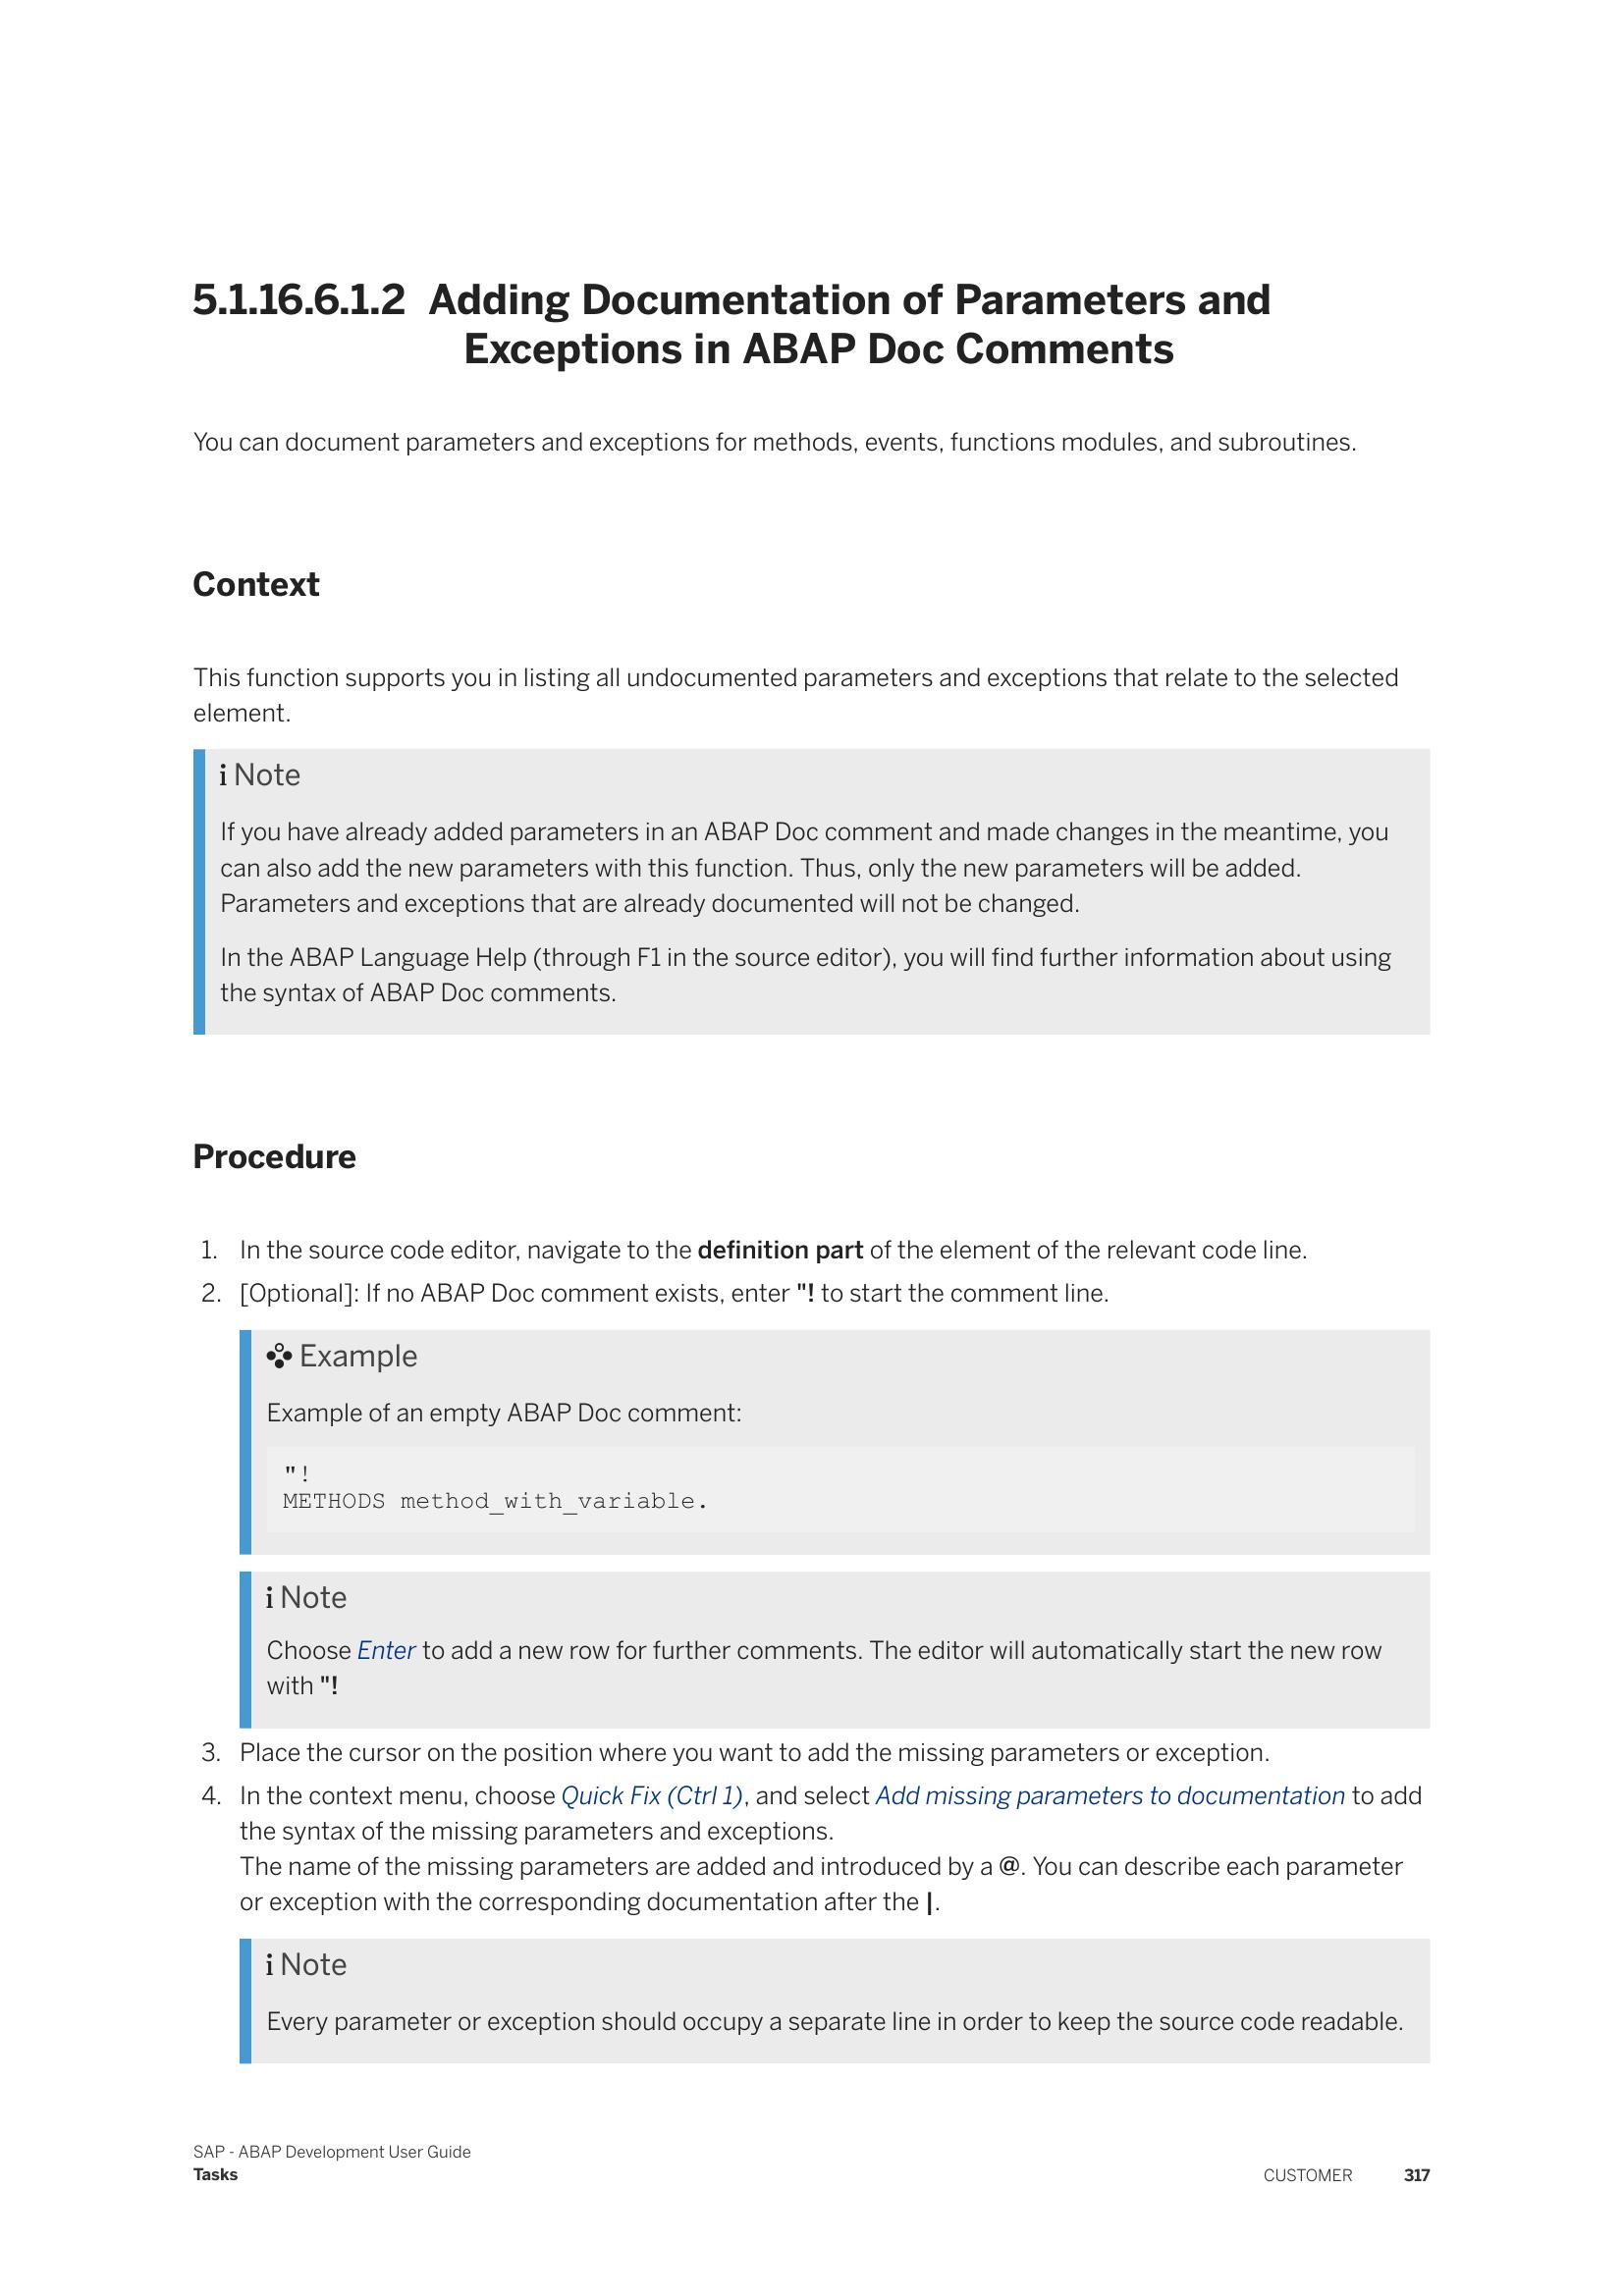 5.1.16.6.1.2 Adding Documentation of Parameters and
Exceptions in ABAP Doc Comments
You can document parameters and exceptions for methods, events, functions modules, and subroutines.
Context
This function supports you in listing all undocumented parameters and exceptions that relate to the selected
element.
i Note
If you have already added parameters in an ABAP Doc comment and made changes in the meantime, you
can also add the new parameters with this function. Thus, only the new parameters will be added.
Parameters and exceptions that are already documented will not be changed.
In the ABAP Language Help (through F1 in the source editor), you will find further information about using
the syntax of ABAP Doc comments.
Procedure
1. In the source code editor, navigate to the definition part of the element of the relevant code line.
2. [Optional]: If no ABAP Doc comment exists, enter "! to start the comment line.
Example
Example of an empty ABAP Doc comment:
"!
METHODS method_with_variable.
i Note
Choose Enter to add a new row for further comments. The editor will automatically start the new row
with "!
3. Place the cursor on the position where you want to add the missing parameters or exception.
4. In the context menu, choose Quick Fix (Ctrl 1), and select Add missing parameters to documentation to add
the syntax of the missing parameters and exceptions.
The name of the missing parameters are added and introduced by a @. You can describe each parameter
or exception with the corresponding documentation after the |.
i Note
Every parameter or exception should occupy a separate line in order to keep the source code readable.
SAP - ABAP Development User Guide
Tasks
CUSTOMER 317